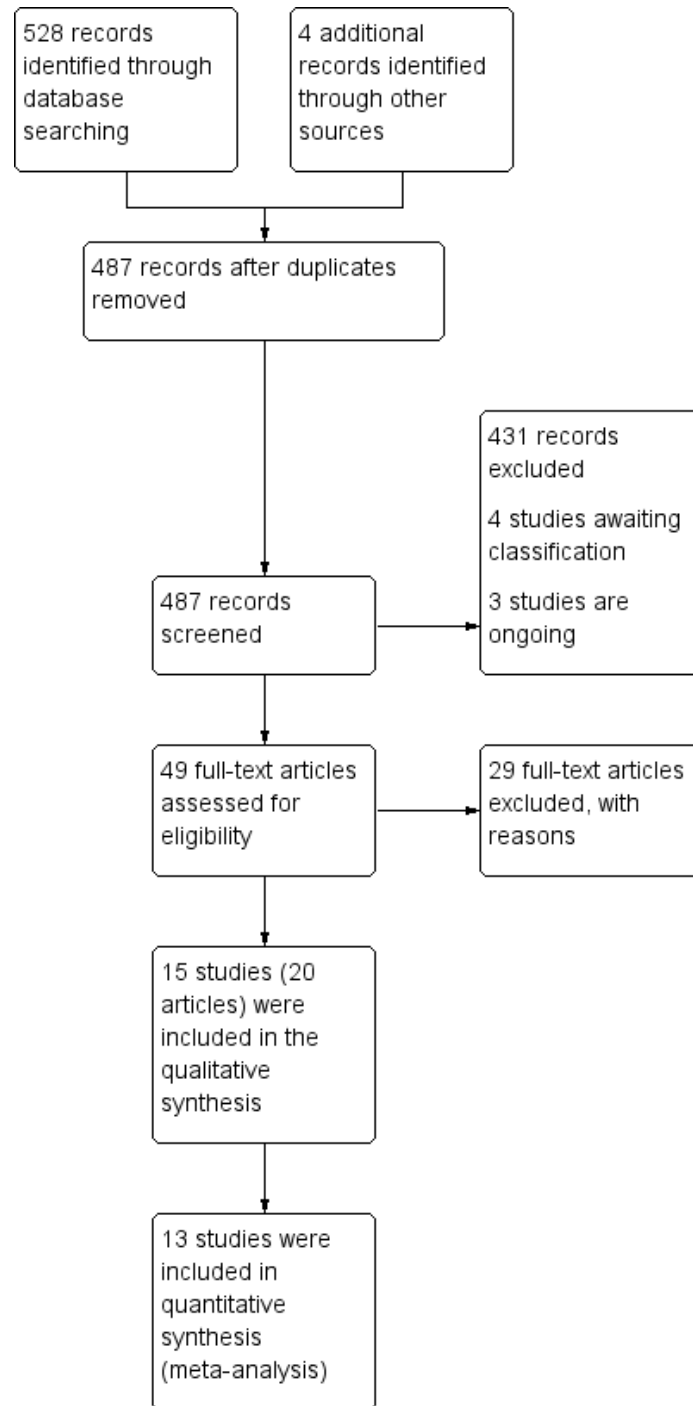 528 records
identified through
database
searching
4 additional
records identified
through other
sources
487 records after duplicates
removed
431 records
excluded
4 studies awaiting
classification
3 studies are
ongoing
487 records
screened
49 full-text articles
assessed for
eligibility
29 full-text articles
excluded, with
reasons
15 studies (20
articles) were
included in the
qualitative
synthesis
13 studies were
included in
quantitative
synthesis
(meta-analysis)